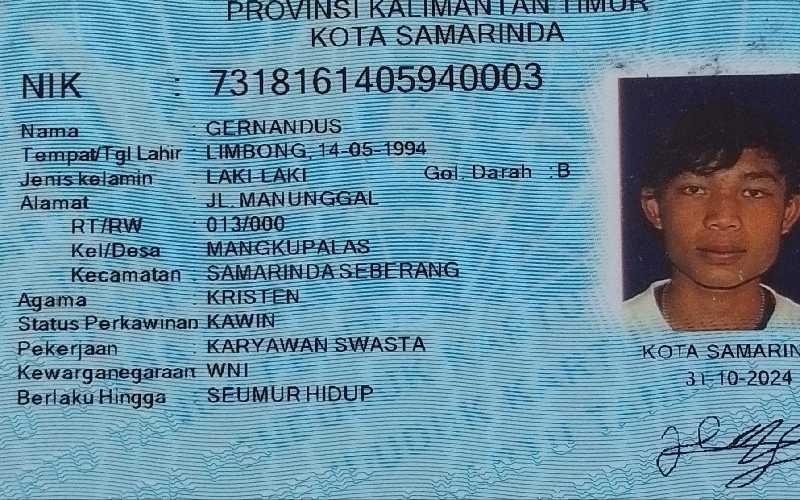 PROVINSI KALIMANTAN TIMUR
KOTA SAMARINDA
NIK : 7318161405940003
Nama : GERNANDUS
Tempat/Tgl Lahir : LIMBONG, 14-05-1994
Jenis kelamin : LAKI LAKI Gol. Darah : B
Alamat : JL. MANUNGGAL
RT/RW : 013/000
Kel/Desa : MANGKUPALAS
Kecamatan : SAMARINDA SEBERANG
Agama : KRISTEN
Status Perkawinan KAWIN
Pekerjaan : KARYAWAN SWASTA
Kewarganegaraan WNI
Berlaku Hingga : SEUMUR HIDUP
KOTA SAMARIN
31-10-2024